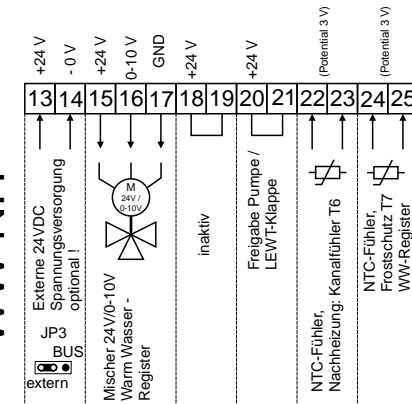 +24 V
- 0 V
+24 V
0-10 V
GND
+24 V
+24 V
(Potential 3 V)
(Potential 3 V)
13 14 15 16 17 18 19 20 21 22 23 24 25
Externe 24VDC
Spannungsversorgung
optional !
JP3
BUS
extern
M
24V /
0-10V
Mischer 24V/0-10V
Warm Wasser -
Register
inaktiv
Freigabe Pumpe /
LEWT-Klappe
NTC-Fühler,
Nachheizung: Kanalfühler T6
NTC-Fühler,
Frostschutz T7
WW-Register